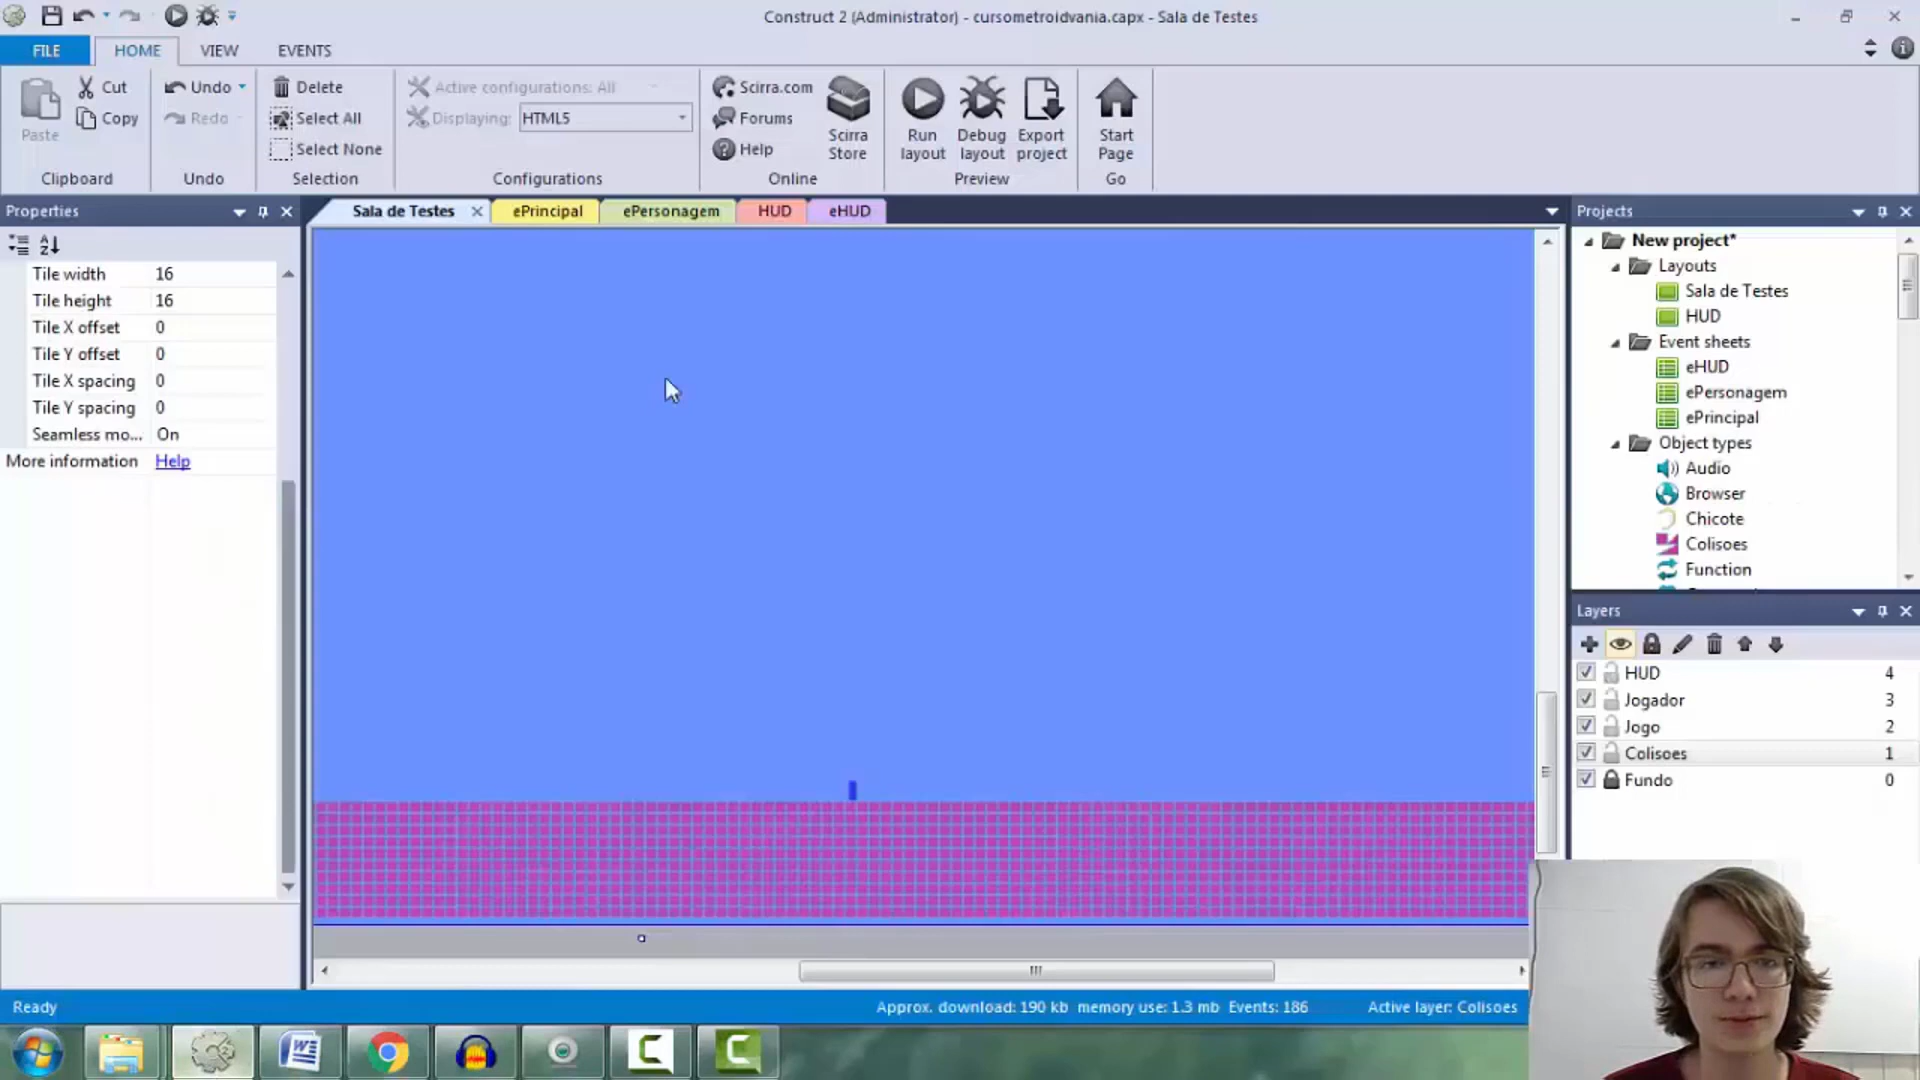 Construct 2 (Administrator) - cursometroidvania.capx - Sala de Testes
FILE
HOME
VIEW
EVENTS
Paste
Cut
Copy
Clipboard
Undo
Redo
Undo
Delete
Select All
Select None
Selection
Active configurations: All
Displaying: HTML5
Configurations
Scirra.com
Forums
Help
Scirra Store
Online
Run layout
Debug layout
Export project
Preview
Start Page
Go
Properties
Sala de Testes
ePrincipal
ePersonagem
HUD
eHUD
Projects
Tile width 16
Tile height 16
Tile X offset 0
Tile Y offset 0
Tile X spacing 0
Tile Y spacing 0
Seamless mo... On
More information Help
New project*
Layouts
Sala de Testes
HUD
Event sheets
eHUD
ePersonagem
ePrincipal
Object types
Audio
Browser
Chicote
Colisoes
Function
Layers
HUD 4
Jogador 3
Jogo 2
Colisoes 1
Fundo 0
Ready
Approx. download: 190 kb memory use: 1.3 mb Events: 186
Active layer: Colisoes